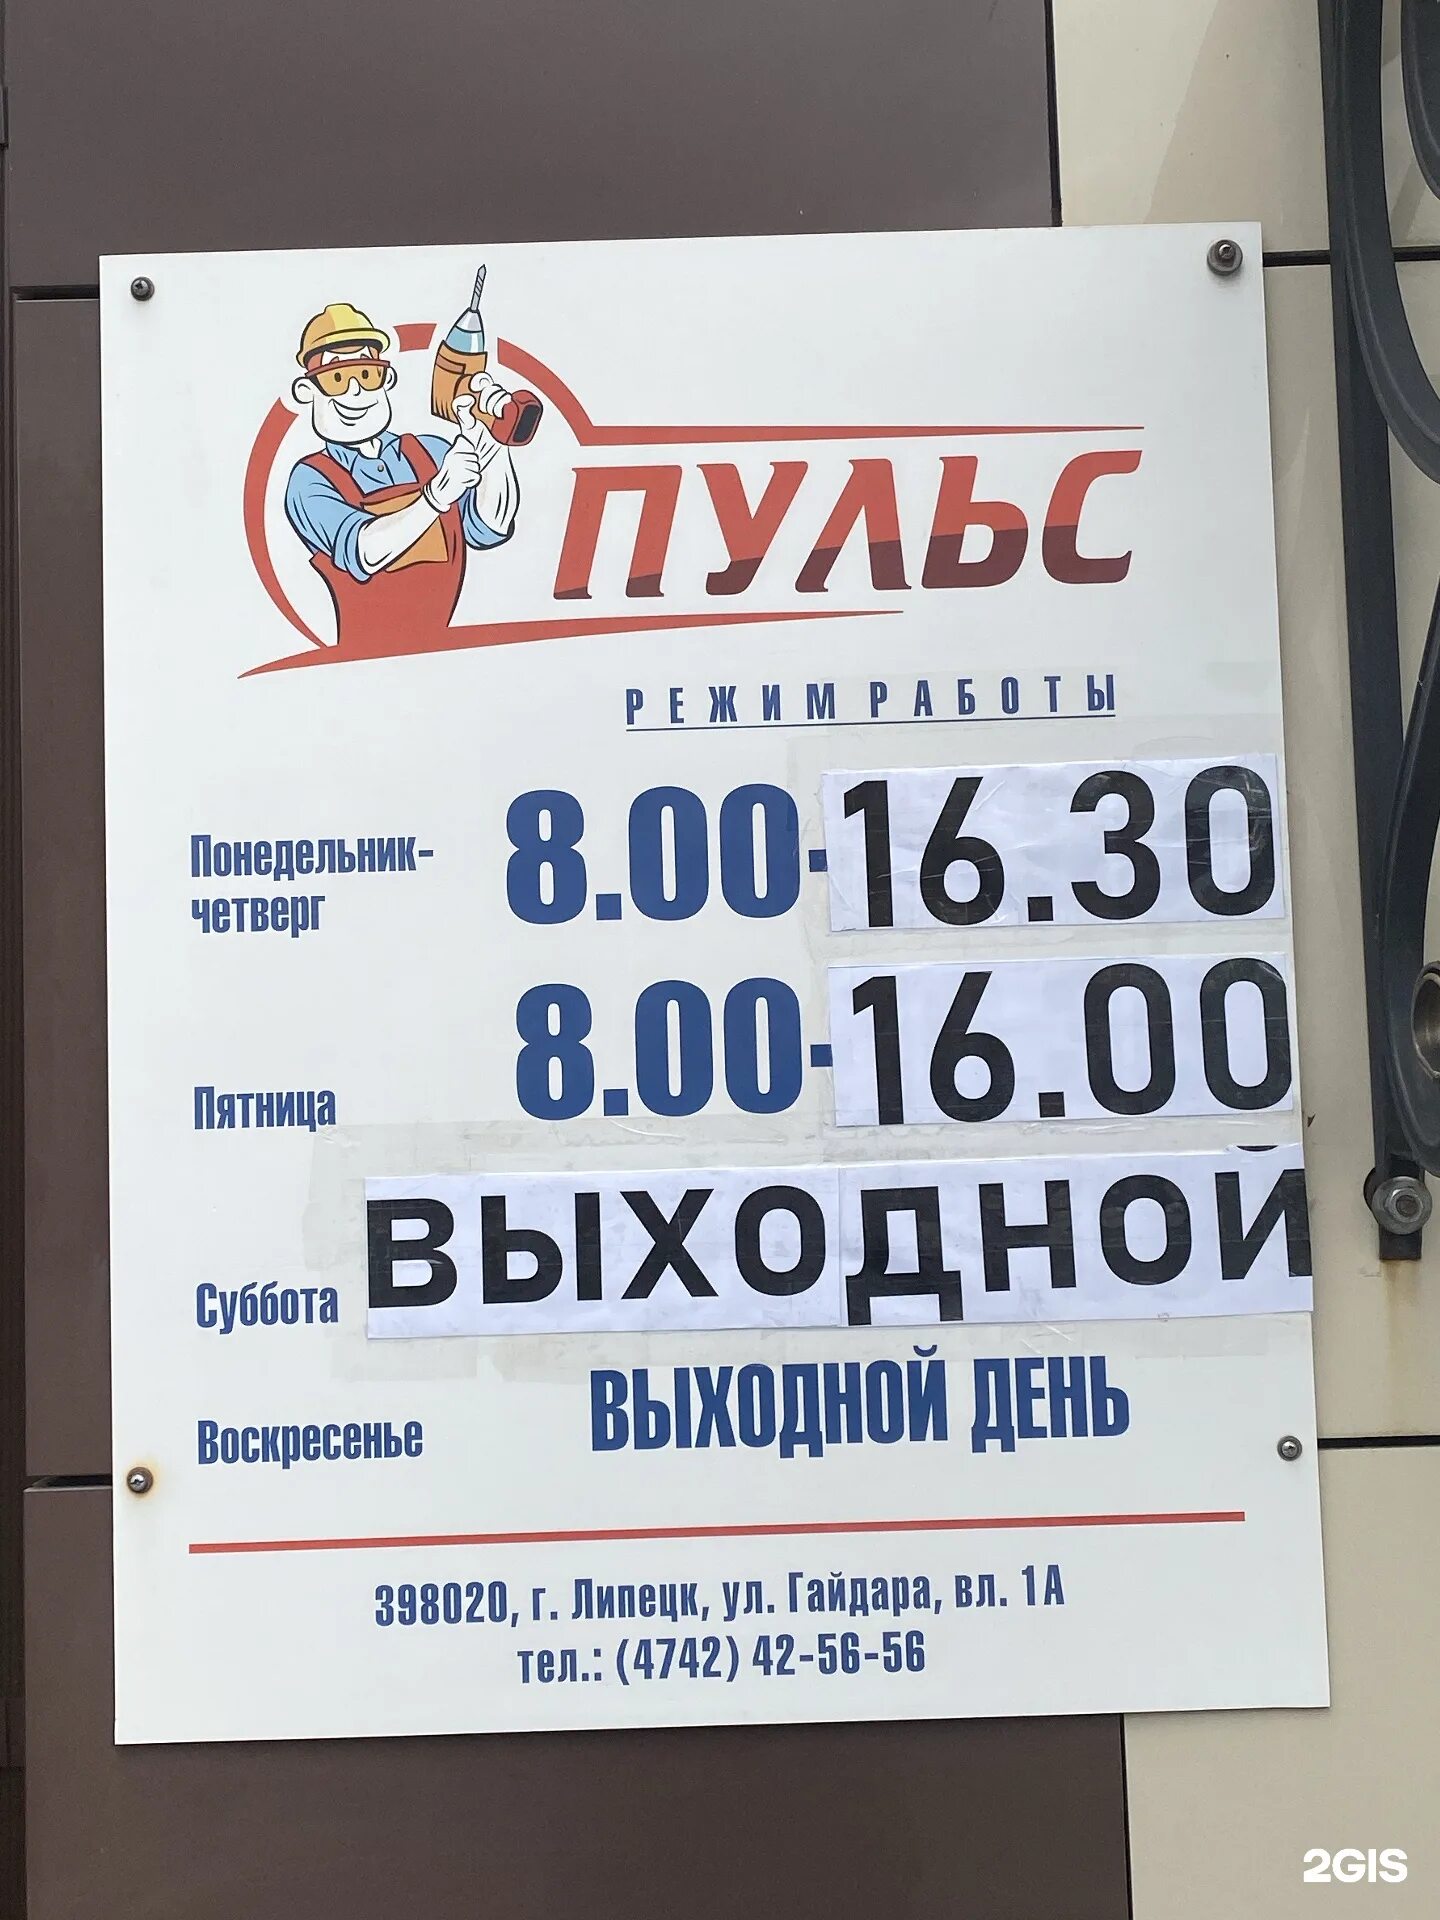 ПУЛЬС
РЕЖИМ РАБОТЫ
Понедельник-
четверг
8.00-16.30
Пятница
8.00-16.00
Суббота
ВЫХОДНОЙ
Воскресенье
ВЫХОДНОЙ ДЕНЬ
398020, г. Липецк, ул. Гайдара, вл. 1А
тел.: (4742) 42-56-56
2GIS